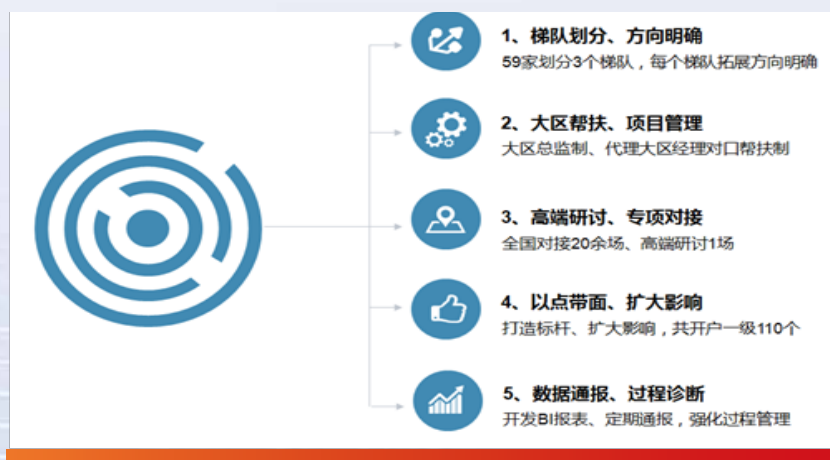 1、梯队划分、方向明确
59家划分3个梯队，每个梯队拓展方向明确
2、大区帮扶、项目管理
大区总监制、代理大区经理对口帮扶制
3、高端研讨、专项对接
全国对接20余场、高端研讨1场
4、以点带面、扩大影响
打造标杆、扩大影响，共开户一级110个
5、数据通报、过程诊断
开发BI报表、定期通报，强化过程管理